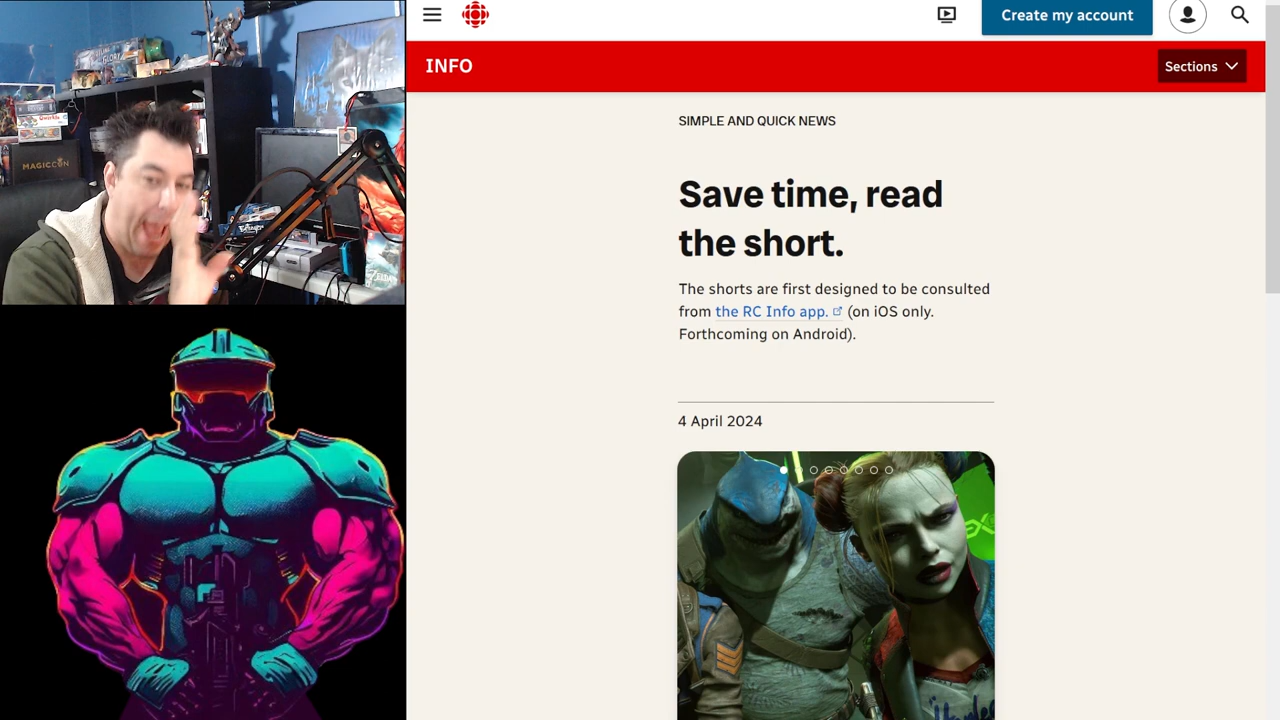 MAGICCON
Create my account
INFO
Sections
SIMPLE AND QUICK NEWS
Save time, read
the short.
The shorts are first designed to be consulted
from the RC Info app. (on iOS only.
Forthcoming on Android).
4 April 2024